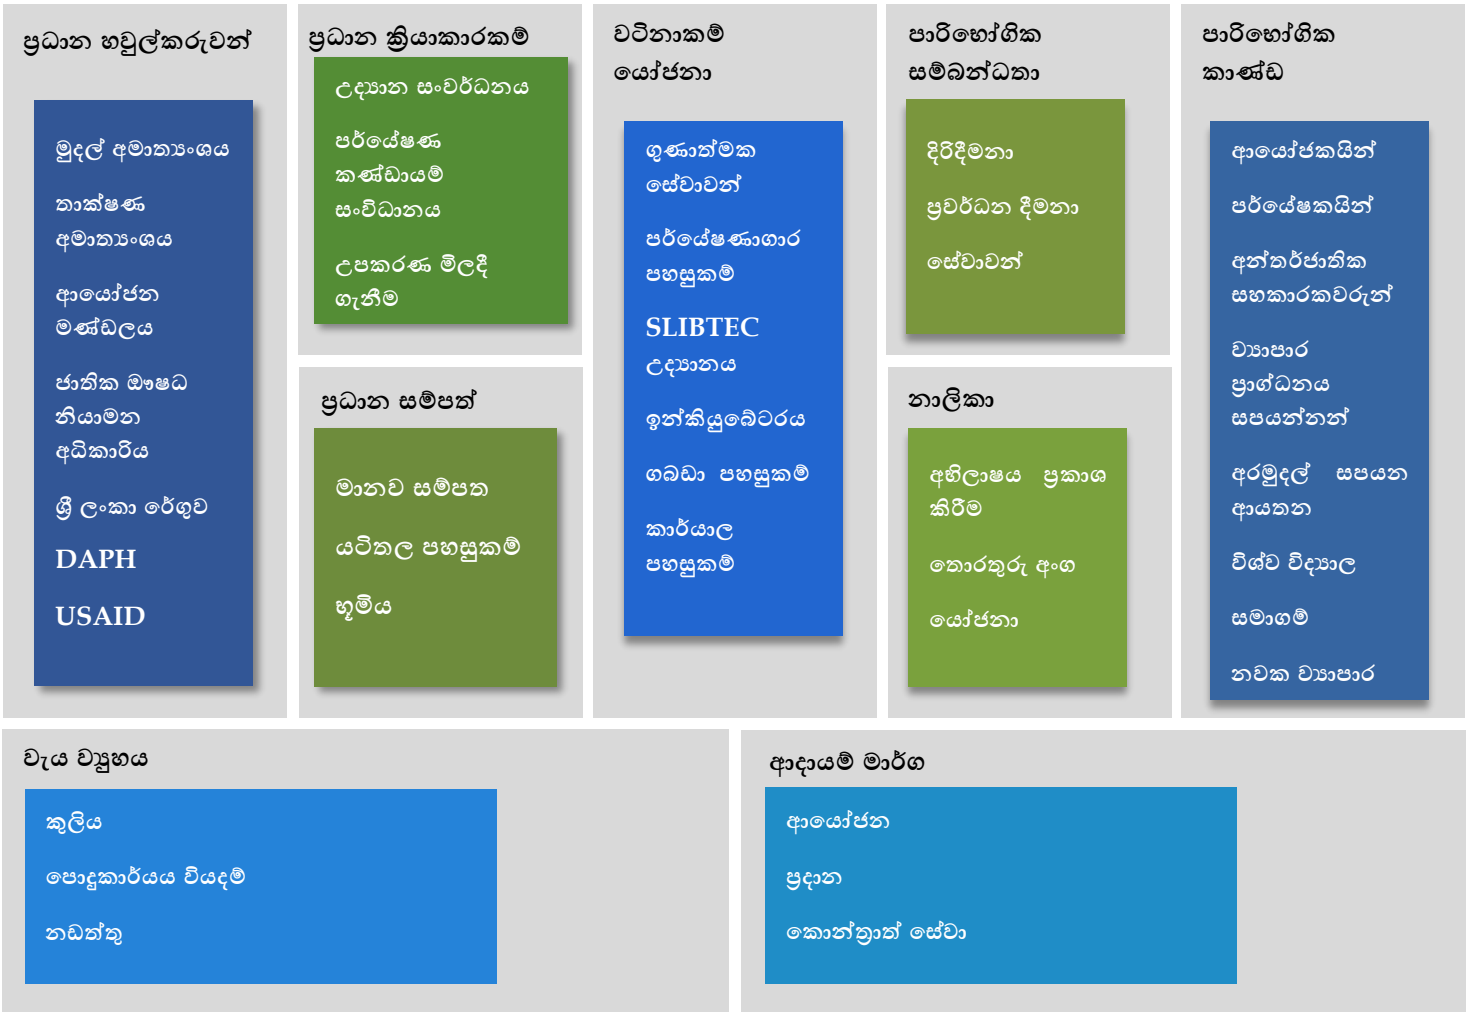 ප්‍රධාන හවුල්කරුවන්
මුදල් අමාත්‍යංශය
තාක්ෂණ
අමාත්‍යංශය
ආයෝජන
මණ්ඩලය
ජාතික ඖෂධ
නියාමන
අධිකාරිය
ශ්‍රී ලංකා රේගුව
DAPH
USAID
ප්‍රධාන ක්‍රියාකාරකම්
උද්‍යාන සංවර්ධනය
පර්යේෂණ
කණ්ඩායම්
සංවිධානය
උපකරණ මිලදී
ගැනීම
ප්‍රධාන සම්පත්
මානව සම්පත
යටිතල පහසුකම්
භූමිය
වටිනාකම්
යෝජනා
ගුණාත්මක
සේවාවන්
පර්යේෂණාගාර
පහසුකම්
SLIBTEC
උද්‍යානය
ඉන්කියුබේටරය
ගබඩා පහසුකම්
කාර්යාල
පහසුකම්
පාරිභෝගික
සම්බන්ධතා
දිරිදීමනා
ප්‍රවර්ධන දීමනා
සේවාවන්
නාලිකා
අභිලාෂය ප්‍රකාශ
කිරීම
තොරතුරු අංග
යෝජනා
පාරිභෝගික
කාණ්ඩ
ආයෝජකයින්
පර්යේෂකයින්
අන්තර්ජාතික
සහකාරකවරුන්
ව්‍යාපාර
ප්‍රාග්ධනය
සපයන්නන්
අරමුදල් සපයන
ආයතන
විශ්ව විද්‍යාල
සමාගම්
නවක ව්‍යාපාර
වැය ව්‍යුහය
කුලිය
පොදුකාර්යය වියදම්
නඩත්තු
ආදායම් මාර්ග
ආයෝජන
ප්‍රදාන
කොන්ත්‍රාත් සේවා